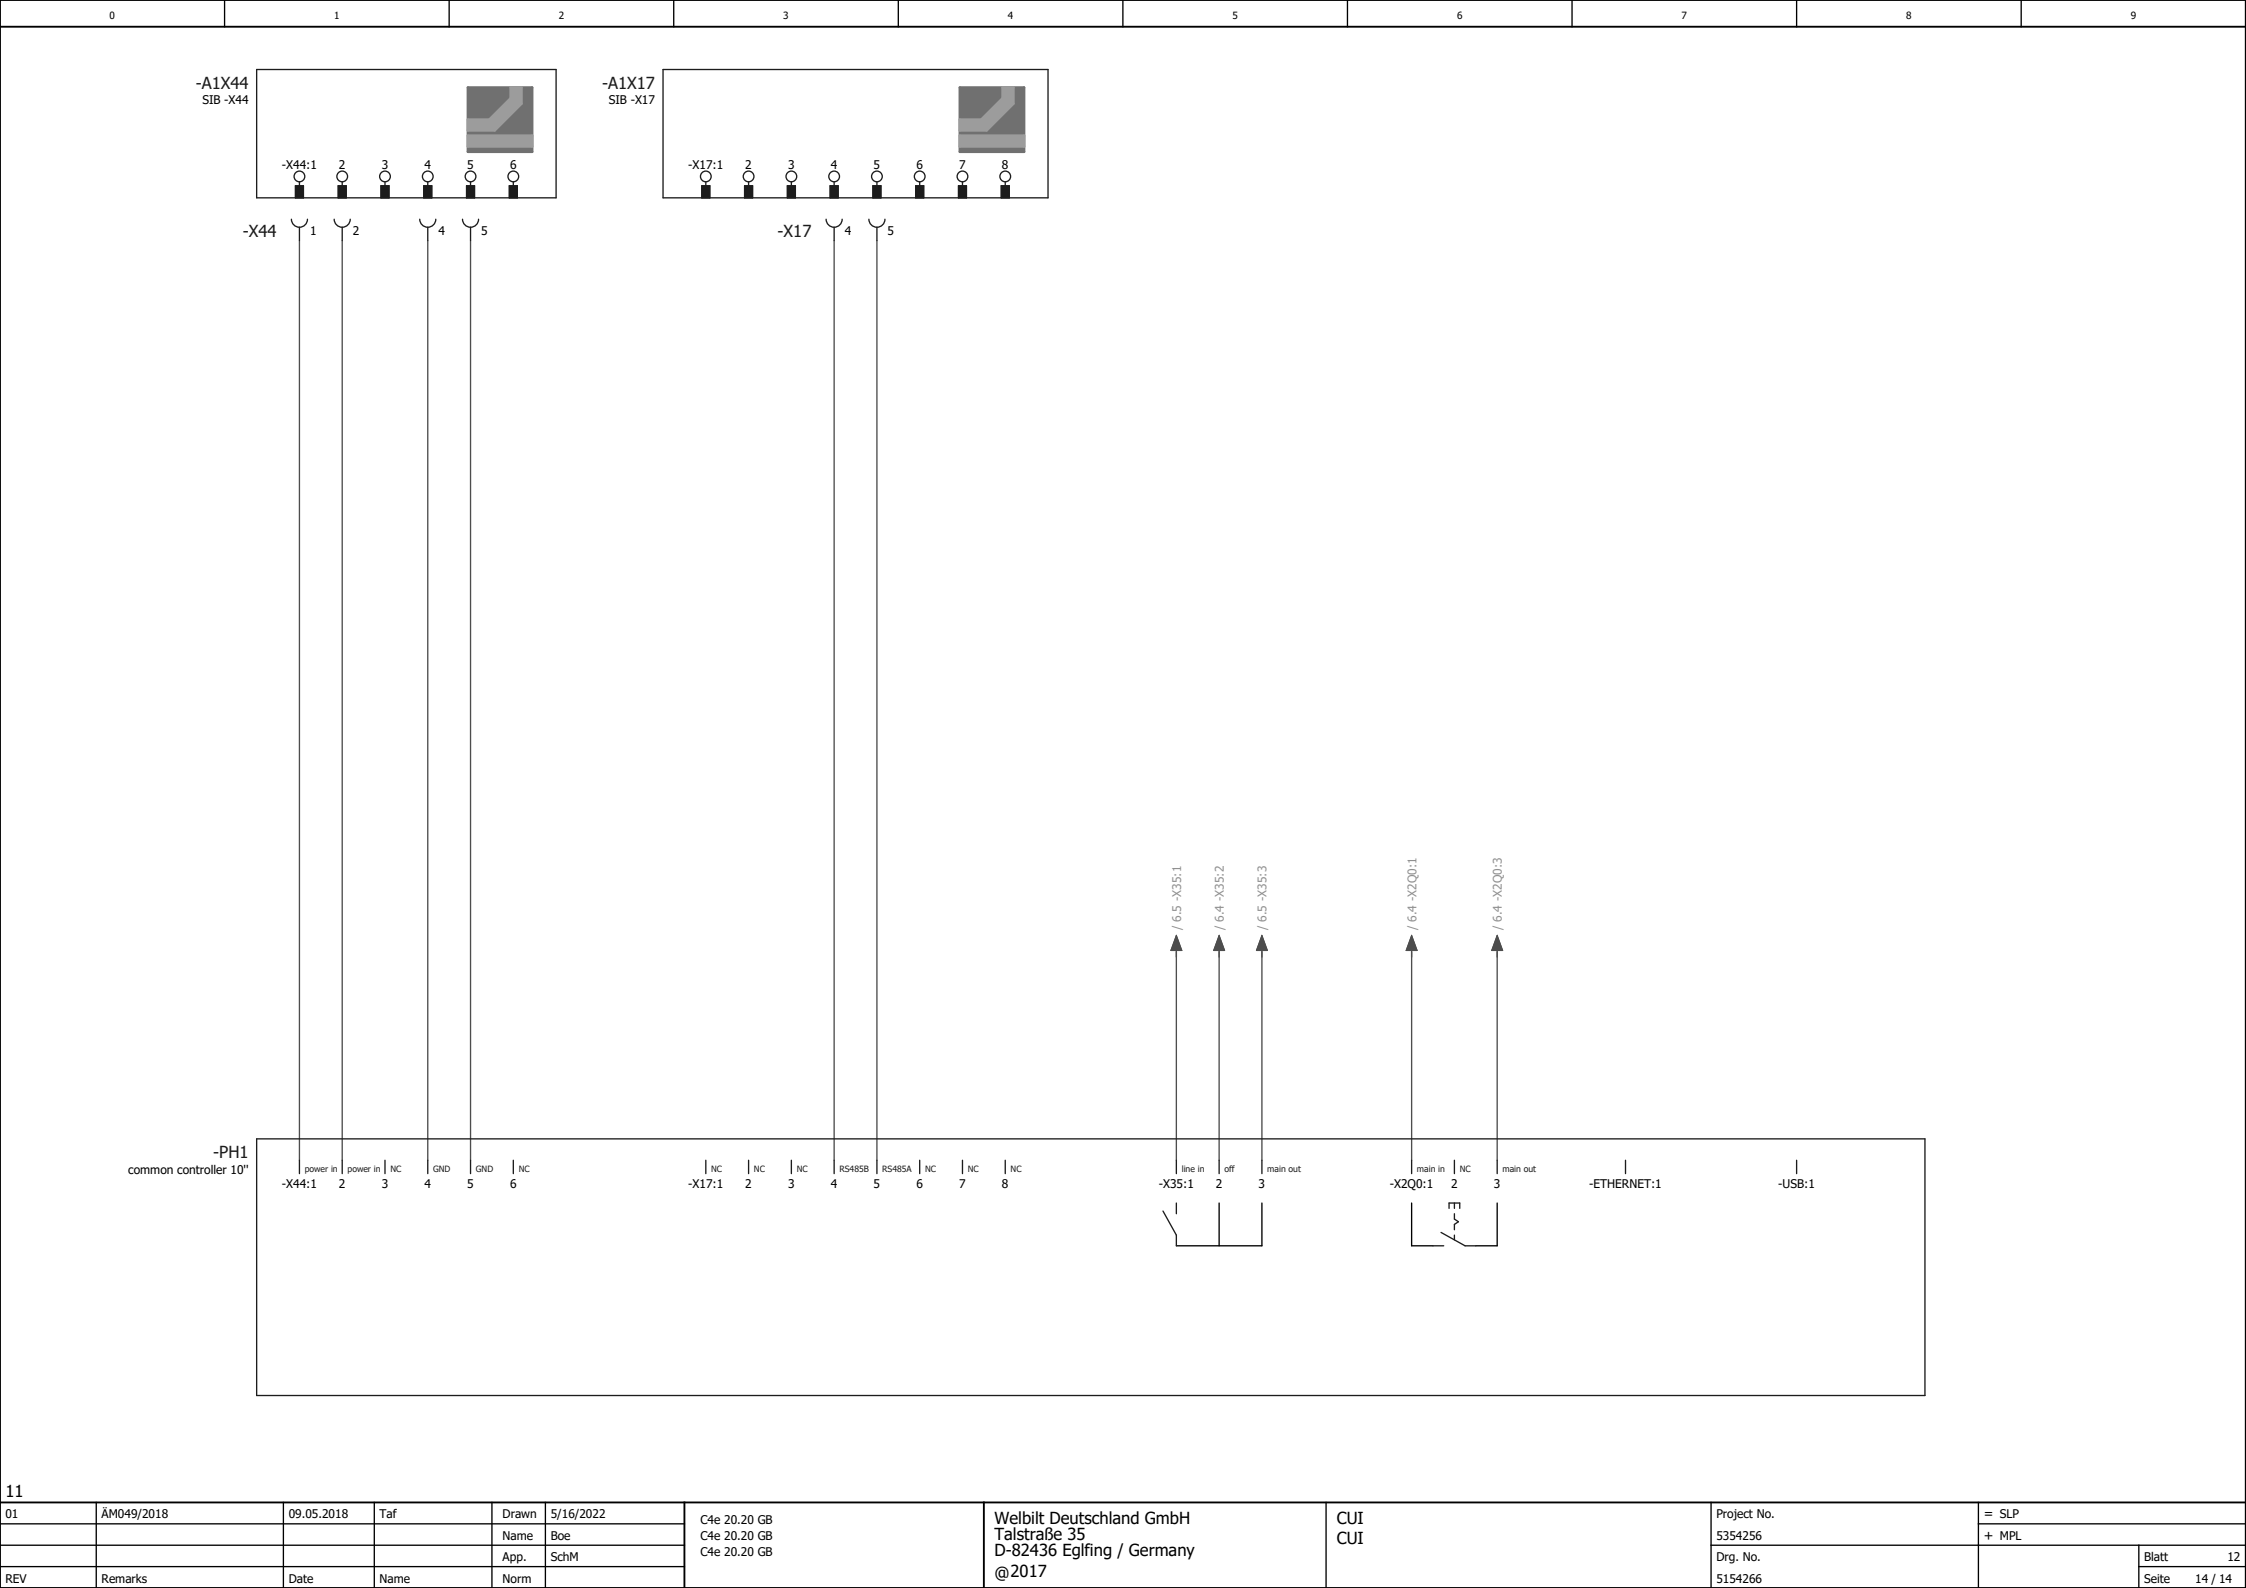 0 1 2 3 4 5 6 7 8 9
-A1X44
SIB -X44
-X44:1 2 3 4 5 6
-A1X17
SIB -X17
-X17:1 2 3 4 5 6 7 8
-X44 1 2 4 5
-X17 4 5
/ 6.5 -X35:1
/ 6.4 -X35:2
/ 6.5 -X35:3
/ 6.4 -X2Q0:1
/ 6.4 -X2Q0:3
-PH1
common controller 10"
power in power in NC GND GND NC
-X44:1 2 3 4 5 6
NC NC NC RS485B RS485A NC NC NC
-X17:1 2 3 4 5 6 7 8
line in off main out
-X35:1 2 3
main in NC main out
-X2Q0:1 2 3
-ETHERNET:1
-USB:1
11
01 ÄM049/2018 09.05.2018 Taf
REV Remarks Date Name
Drawn 5/16/2022
Name Boe
App. SchM
Norm
C4e 20.20 GB
C4e 20.20 GB
C4e 20.20 GB
Welbilt Deutschland GmbH
Talstraße 35
D-82436 Eglfing / Germany
@2017
CUI
CUI
Project No.
5354256
Drg. No.
5154266
= SLP
+ MPL
Blatt 12
Seite 14 / 14